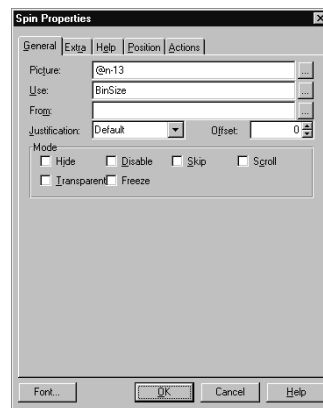 Spin Properties
General Extra Help Position Actions
Picture: @n-13 ...
Use: BinSize ...
From: ...
Justification: Default Offset: 0
Mode
Hide Disable Skip Scroll
Transparent Freeze
Font... OK Cancel Help